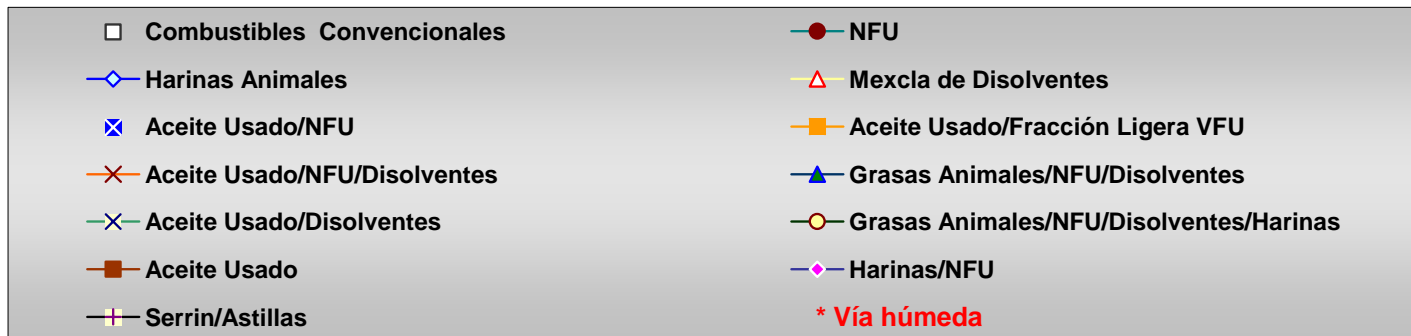 Combustibles Convencionales
NFU
Harinas Animales
Mexcla de Disolventes
Aceite Usado/NFU
Aceite Usado/Fracción Ligera VFU
Aceite Usado/NFU/Disolventes
Grasas Animales/NFU/Disolventes
Aceite Usado/Disolventes
Grasas Animales/NFU/Disolventes/Harinas
Aceite Usado
Harinas/NFU
Serrin/Astillas
* Vía húmeda